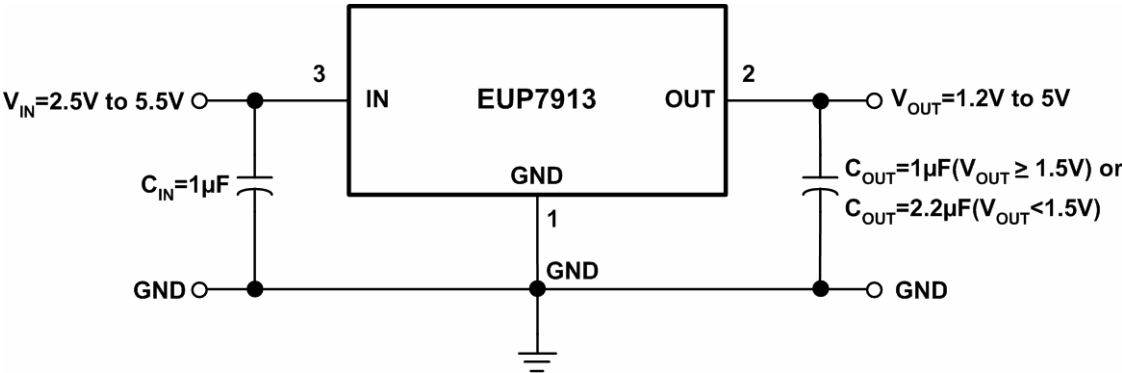 3
2
V_IN=2.5V to 5.5V
IN
EUP7913
OUT
V_OUT=1.2V to 5V
GND
C_IN=1µF
C_OUT=1µF(V_OUT ≥ 1.5V) or
C_OUT=2.2µF(V_OUT<1.5V)
1
GND
GND
GND